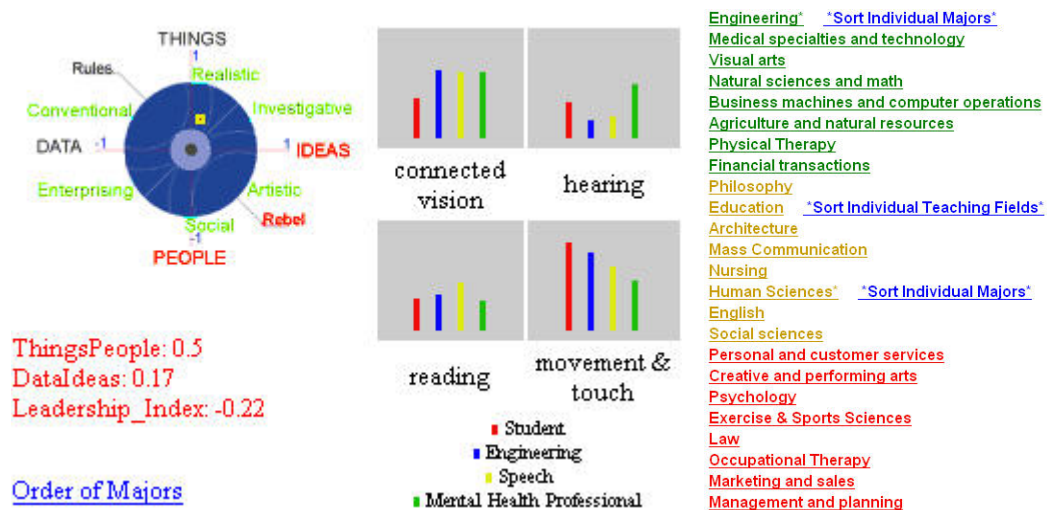 THINGS
1
Rules
Realistic
Conventional
Investigative
DATA -1
1 IDEAS
Enterprising
Artistic
Rebel
Social
-1
PEOPLE
ThingsPeople: 0.5
DataIdeas: 0.17
Leadership_Index: -0.22
Order of Majors
connected
vision
hearing
reading
movement &
touch
Student
Engineering
Speech
Mental Health Professional
Engineering* *Sort Individual Majors*
Medical specialties and technology
Visual arts
Natural sciences and math
Business machines and computer operations
Agriculture and natural resources
Physical Therapy
Financial transactions
Philosophy
Education *Sort Individual Teaching Fields*
Architecture
Mass Communication
Nursing
Human Sciences* *Sort Individual Majors*
English
Social sciences
Personal and customer services
Creative and performing arts
Psychology
Exercise & Sports Sciences
Law
Occupational Therapy
Marketing and sales
Management and planning